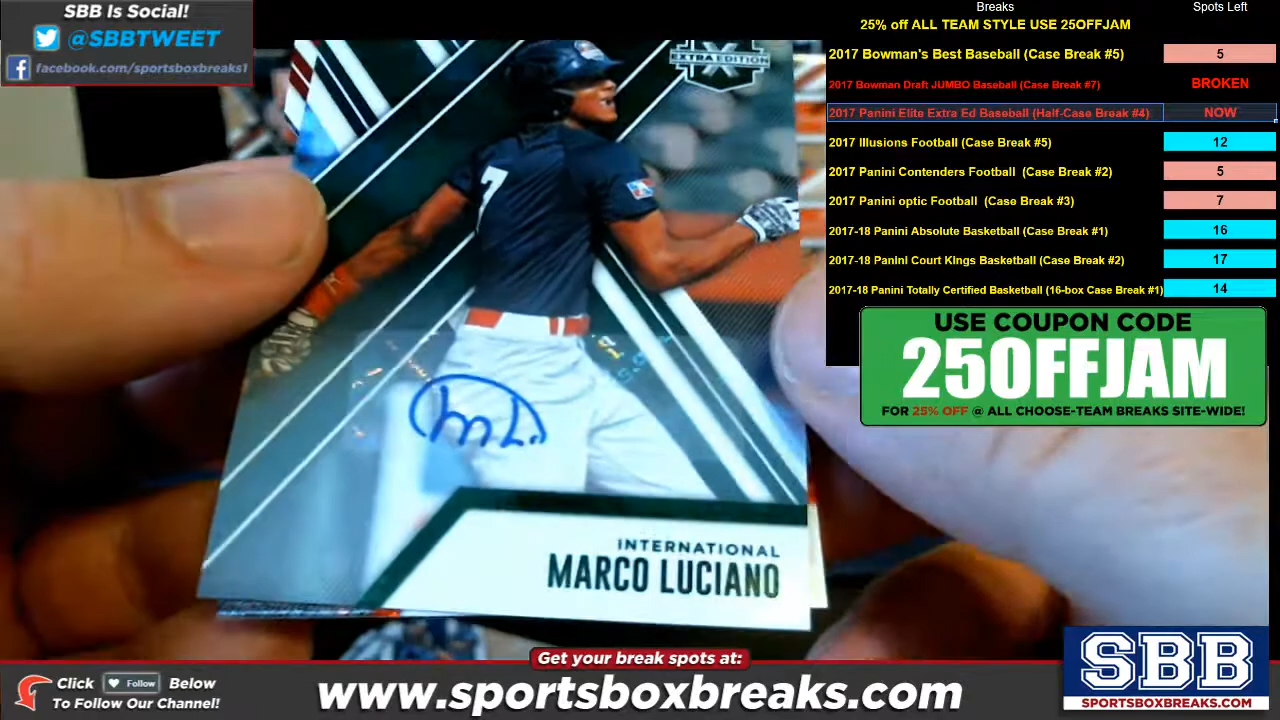 SBB Is Social!
@SBBTWEET
facebook.com/sportsboxbreaks1
Breaks Spots Left
25% off ALL TEAM STYLE USE 25OFFJAM
2017 Bowman's Best Baseball (Case Break #5) 5
2017 Bowman Draft JUMBO Baseball (Case Break #7) BROKEN
2017 Panini Elite Extra Ed Baseball (Half-Case Break #4) NOW
2017 Illusions Football (Case Break #5) 12
2017 Panini Contenders Football (Case Break #2) 5
2017 Panini optic Football (Case Break #3) 7
2017-18 Panini Absolute Basketball (Case Break #1) 16
2017-18 Panini Court Kings Basketball (Case Break #2) 17
2017-18 Panini Totally Certified Basketball (16-box Case Break #1) 14
USE COUPON CODE
25OFFJAM
FOR 25% OFF @ ALL CHOOSE-TEAM BREAKS SITE-WIDE!
EXTRA EDITION
X
7
INTERNATIONAL
MARCO LUCIANO
Get your break spots at:
www.sportsboxbreaks.com
Click Follow Below
To Follow Our Channel!
SBB
SPORTSBOXBREAKS.COM